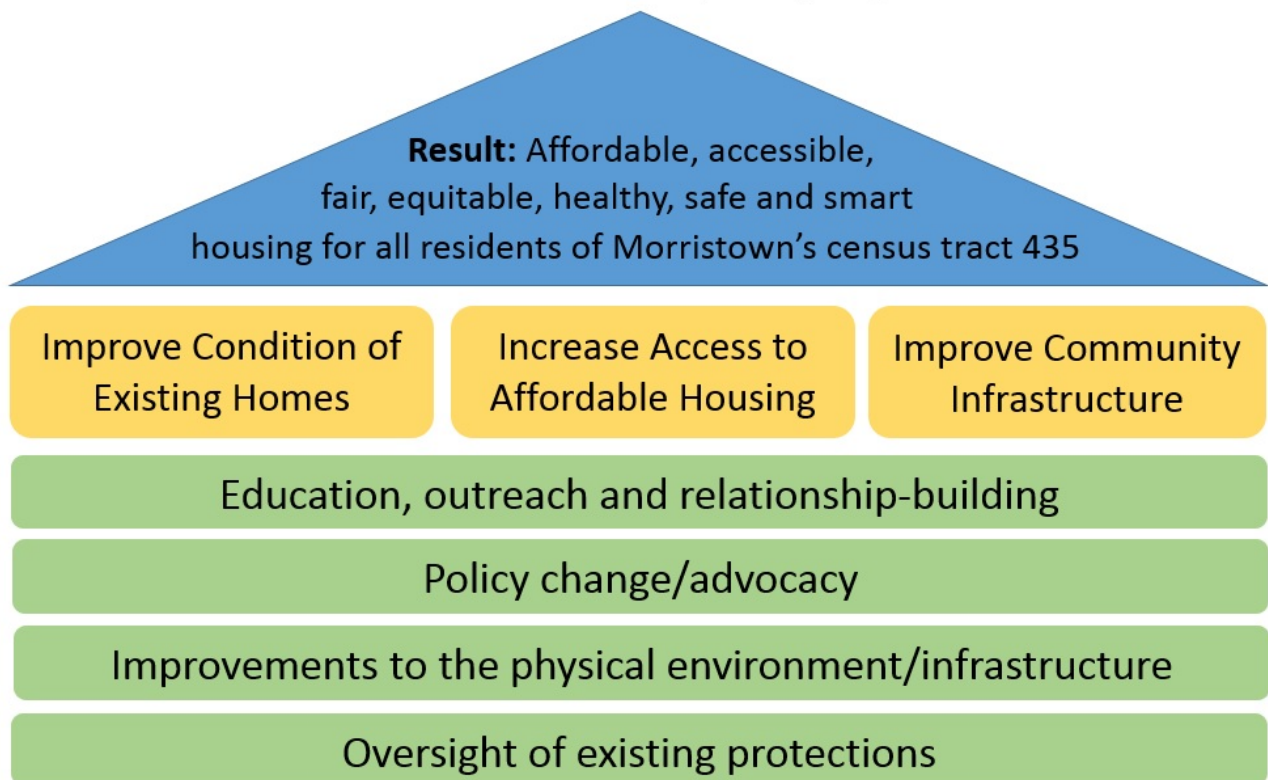 Result: Affordable, accessible,
fair, equitable, healthy, safe and smart
housing for all residents of Morristown’s census tract 435
Improve Condition of
Existing Homes
Increase Access to
Affordable Housing
Improve Community
Infrastructure
Education, outreach and relationship-building
Policy change/advocacy
Improvements to the physical environment/infrastructure
Oversight of existing protections